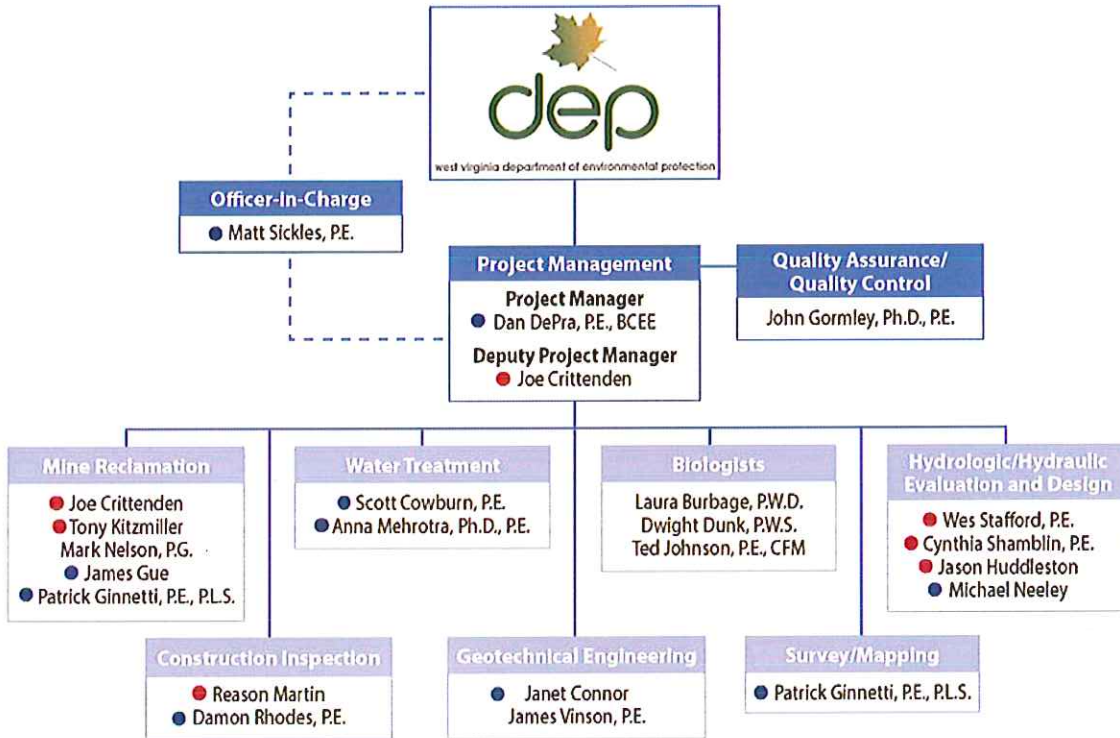 dep
west virginia department of environmental protection
Officer-in-Charge
Matt Sickles, P.E.
Project Management
Project Manager
Dan DePra, P.E., BCEE
Deputy Project Manager
Joe Crittenden
Quality Assurance/
Quality Control
John Gormley, Ph.D., P.E.
Mine Reclamation
Joe Crittenden
Tony Kitzmiller
Mark Nelson, P.G.
James Gue
Patrick Ginnetti, P.E., P.L.S.
Water Treatment
Scott Cowburn, P.E.
Anna Mehrotra, Ph.D., P.E.
Biologists
Laura Burbage, P.W.D.
Dwight Dunk, P.W.S.
Ted Johnson, P.E., CFM
Hydrologic/Hydraulic
Evaluation and Design
Wes Stafford, P.E.
Cynthia Shamblin, P.E.
Jason Huddleston
Michael Neeley
Construction Inspection
Reason Martin
Damon Rhodes, P.E.
Geotechnical Engineering
Janet Connor
James Vinson, P.E.
Survey/Mapping
Patrick Ginnetti, P.E., P.L.S.